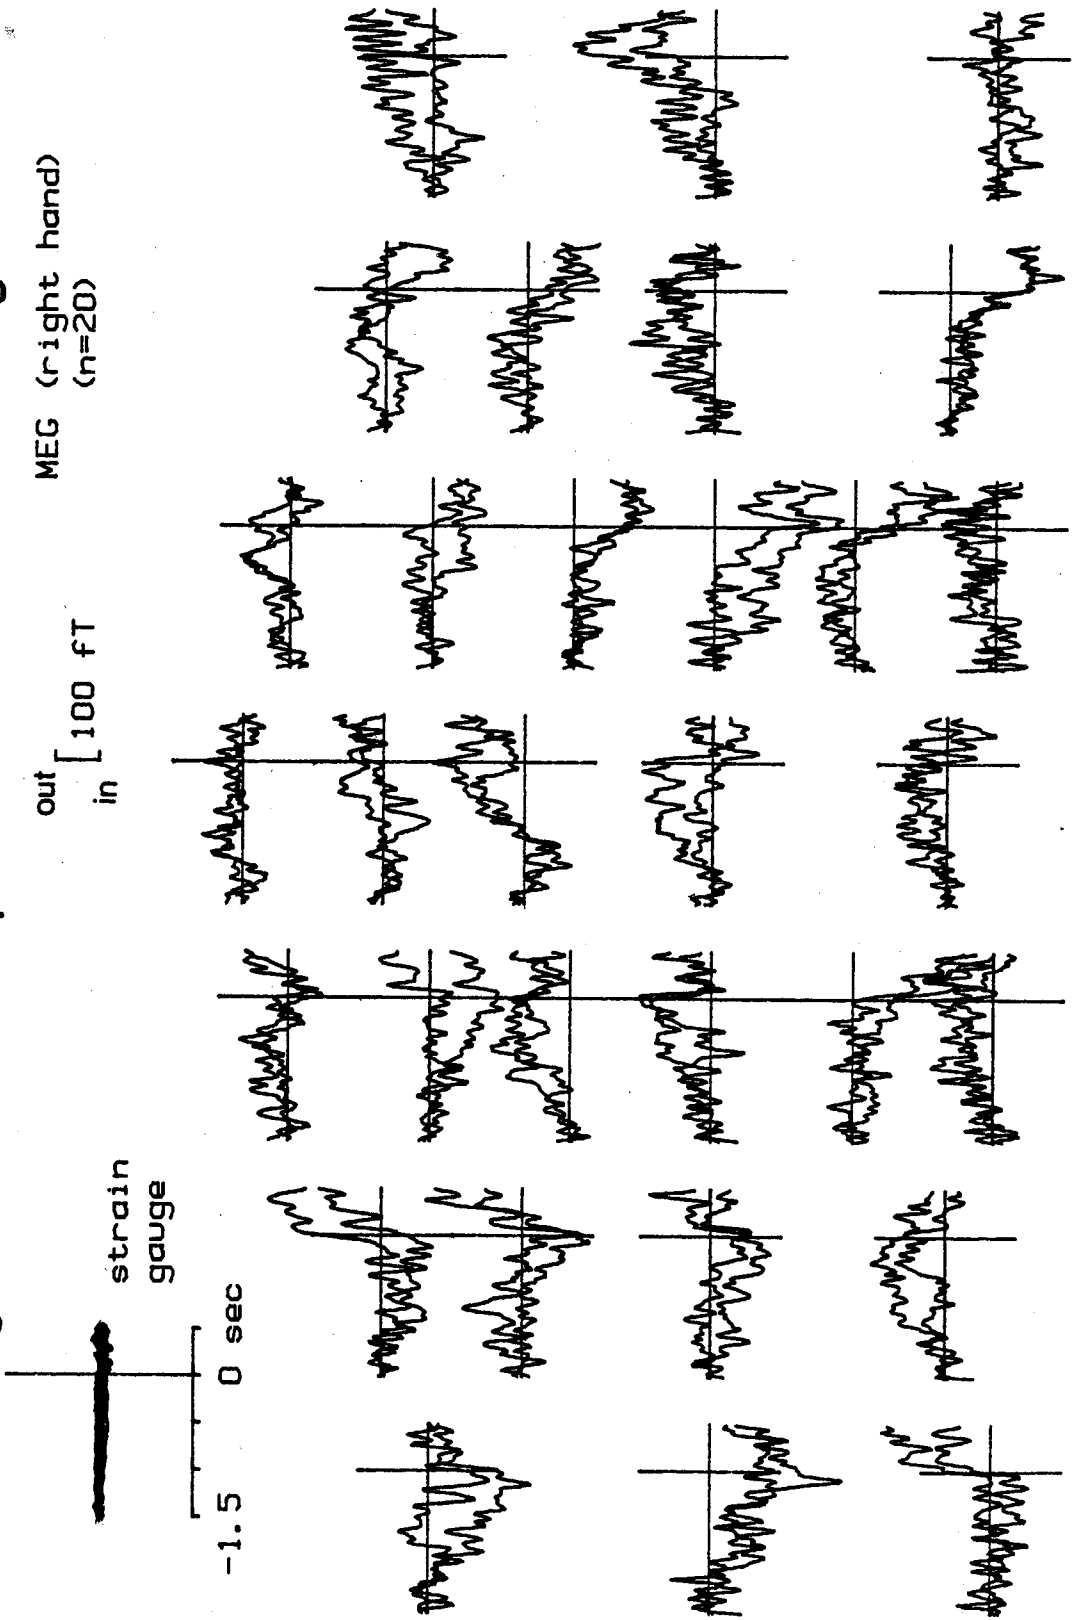 MEG (right hand)
(n=20)
out
in [100 fT
strain
gauge
-1.5 0 sec